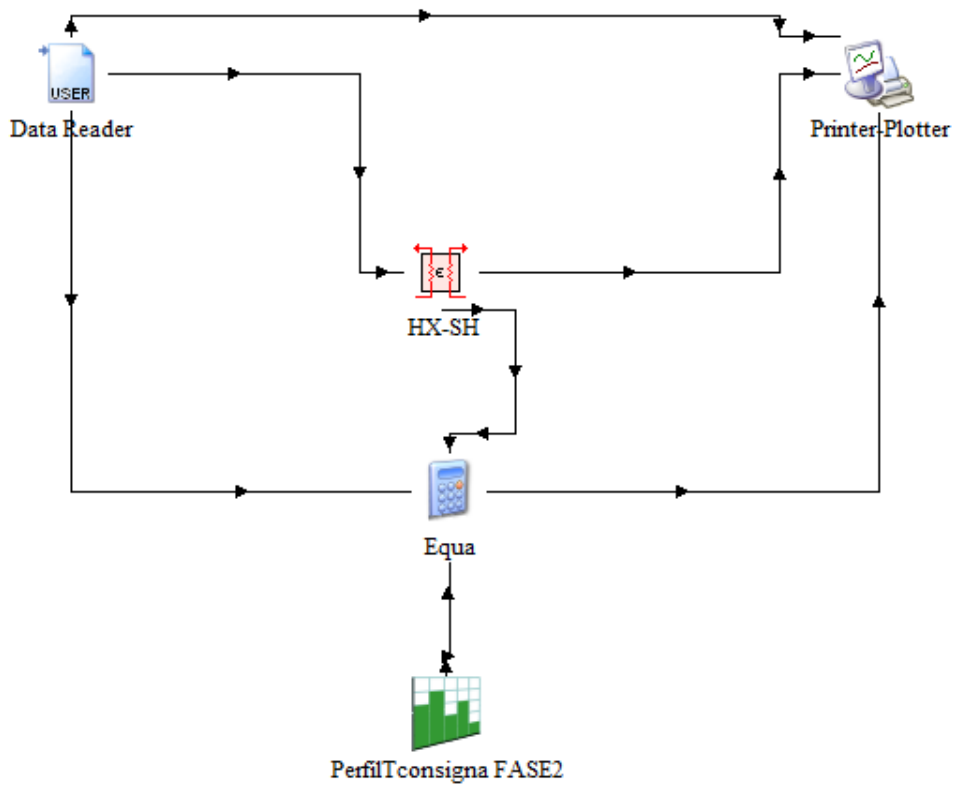 USER
Data Reader
Printer-Plotter
є
HX-SH
Equa
PerfilTconsigna FASE2